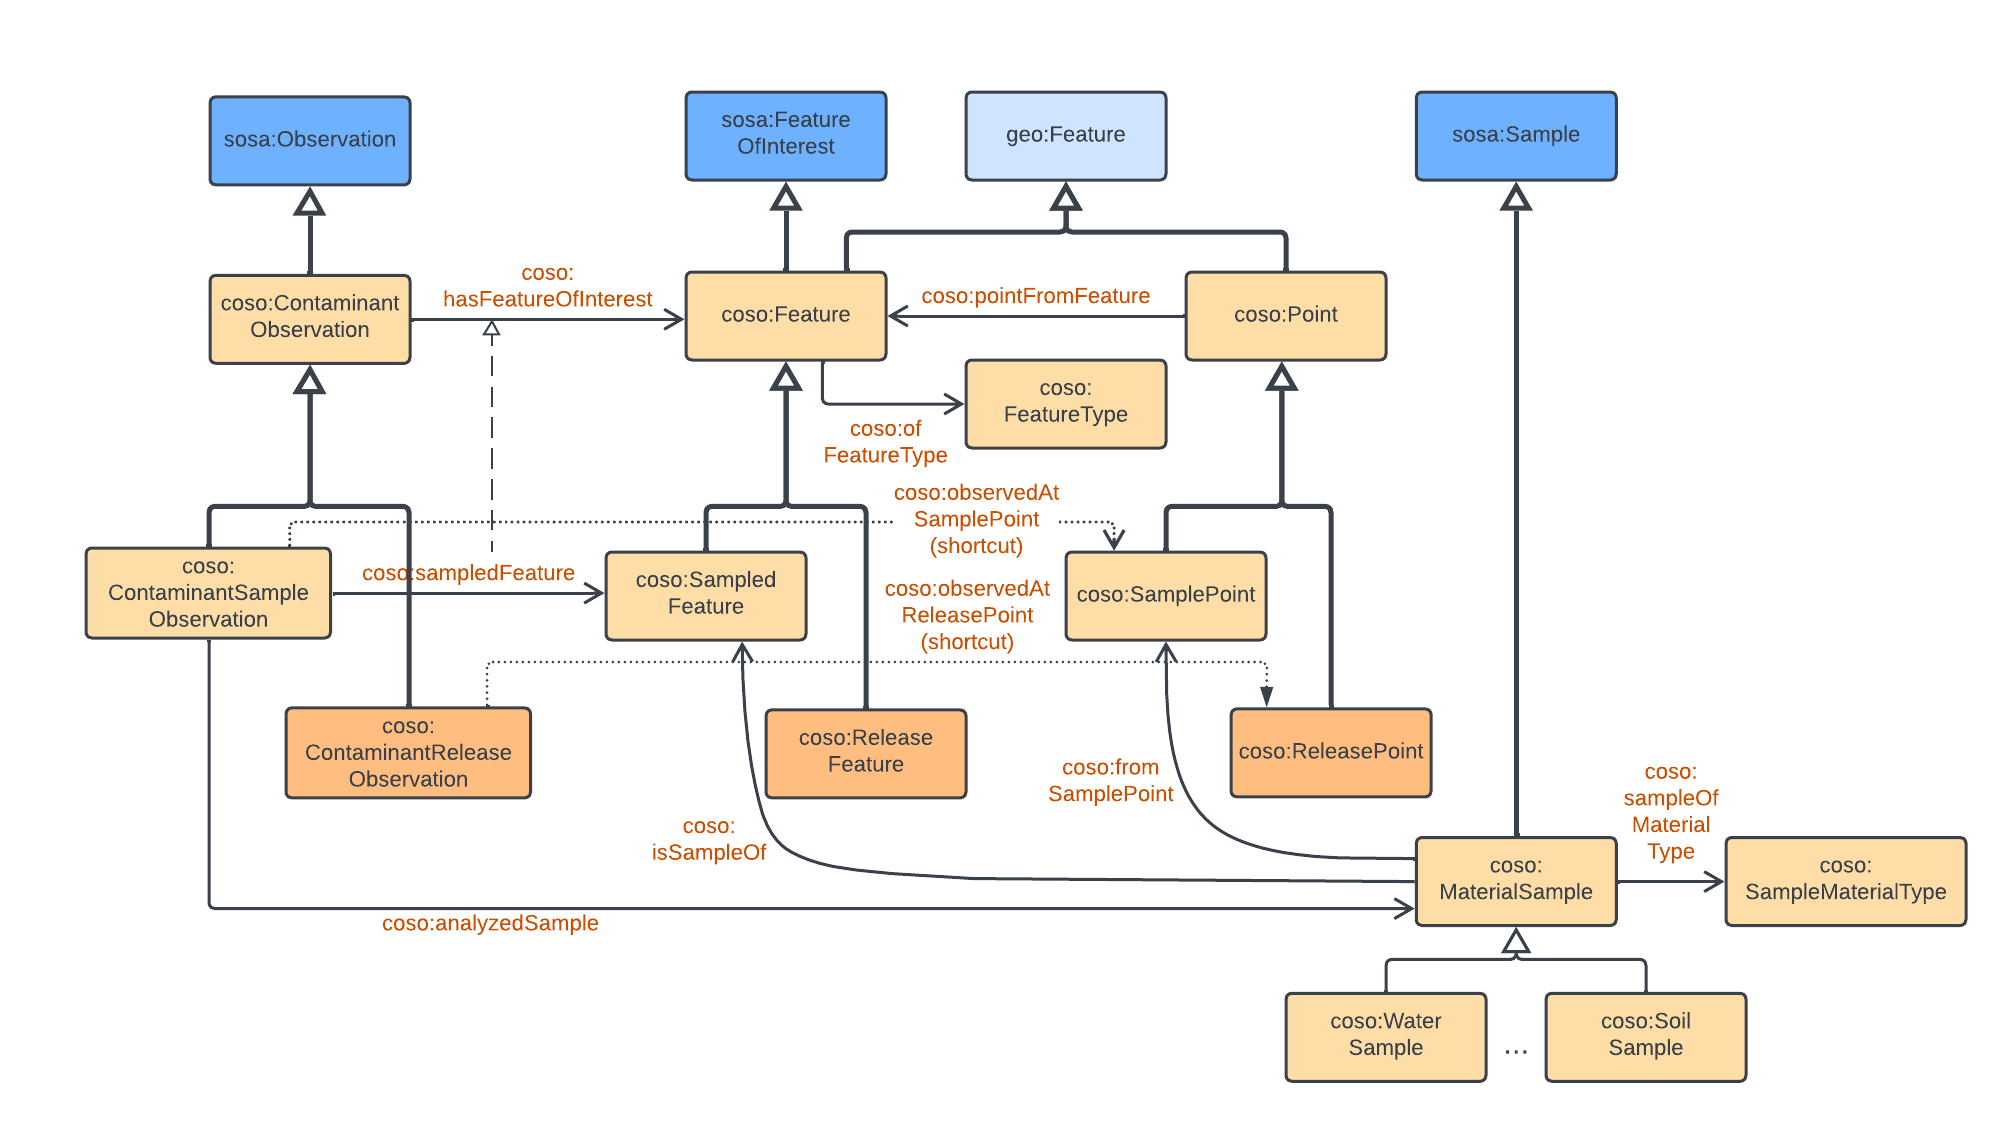 sosa:Observation
sosa:Feature
OfInterest
geo:Feature
sosa:Sample
coso:
hasFeatureOfInterest
coso:Contaminant
Observation
coso:Feature
coso:pointFromFeature
coso:Point
coso:
FeatureType
coso:of
FeatureType
coso:observedAt
SamplePoint
(shortcut)
coso:
ContaminantSample
Observation
coso:sampledFeature
coso:Sampled
Feature
coso:observedAt
ReleasePoint
(shortcut)
coso:SamplePoint
coso:
ContaminantRelease
Observation
coso:Release
Feature
coso:from
SamplePoint
coso:ReleasePoint
coso:
sampleOf
Material
Type
coso:
isSampleOf
coso:
MaterialSample
coso:
SampleMaterialType
coso:analyzedSample
coso:Water
Sample
...
coso:Soil
Sample